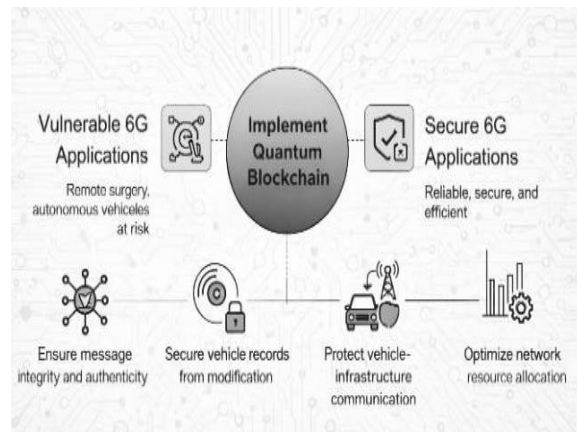 Vulnerable 6G
Applications
Remote surgery,
autonomous vehiceles
at risk
Implement
Quantum
Blockchain
Secure 6G
Applications
Reliable, secure, and
efficient
Ensure message
integrity and authenticity
Secure vehicle records
from modification
Protect vehicle-
infrastructure
communication
Optimize network
resource allocation